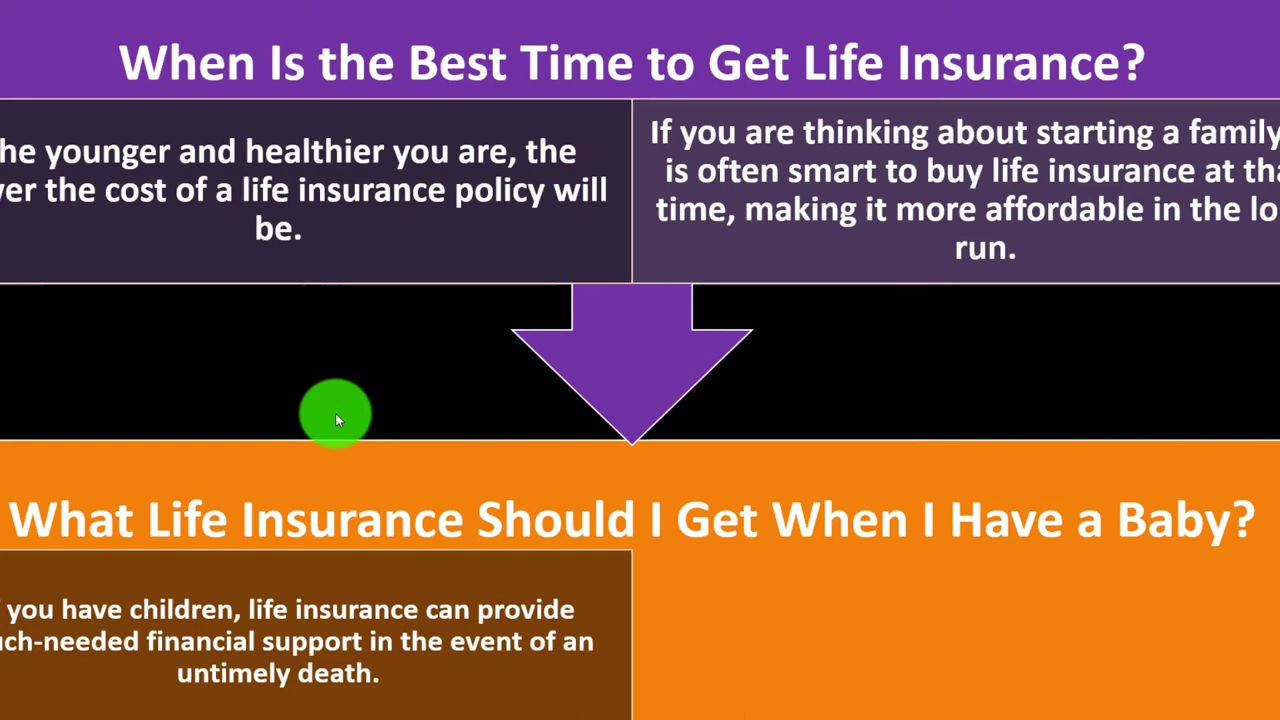 When Is the Best Time to Get Life Insurance?
he younger and healthier you are, the
er the cost of a life insurance policy will
be.
If you are thinking about starting a family
is often smart to buy life insurance at tha
time, making it more affordable in the lo
run.
What Life Insurance Should I Get When I Have a Baby?
you have children, life insurance can provide
ch-needed financial support in the event of an
untimely death.